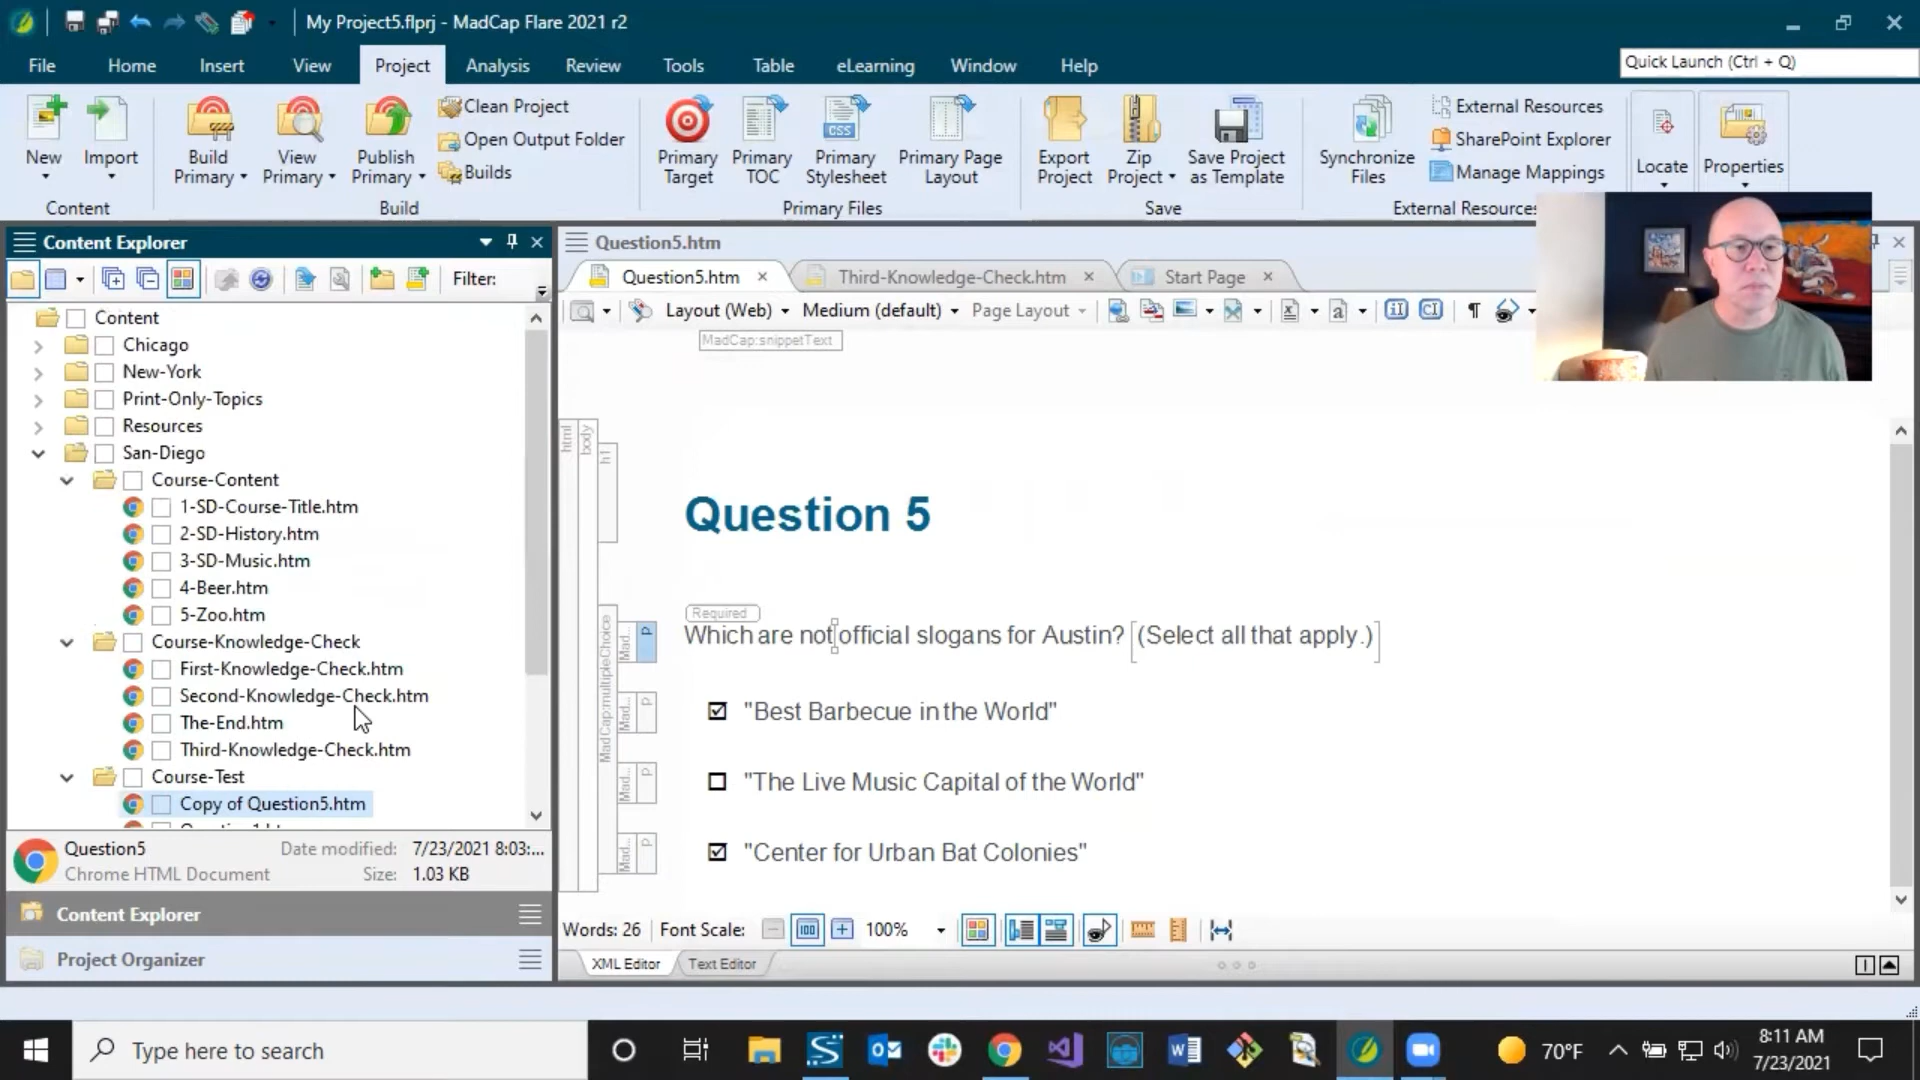 My Project5.flprj - MadCap Flare 2021 r2
File Home Insert View Project Analysis Review Tools Table eLearning Window Help
Quick Launch (Ctrl + Q)
New
Import
Content
Build Primary
View Primary
Publish Primary
Clean Project
Open Output Folder
Builds
Build
Primary Target
Primary TOC
CSS
Primary Stylesheet
Primary Page Layout
Primary Files
Export Project
Zip Project
Save Project as Template
Save
Synchronize Files
External Resources
SharePoint Explorer
Manage Mappings
External Resources
Locate
Properties
Content Explorer
Filter:
Content
Chicago
New-York
Print-Only-Topics
Resources
San-Diego
Course-Content
1-SD-Course-Title.htm
2-SD-History.htm
3-SD-Music.htm
4-Beer.htm
5-Zoo.htm
Course-Knowledge-Check
First-Knowledge-Check.htm
Second-Knowledge-Check.htm
The-End.htm
Third-Knowledge-Check.htm
Course-Test
Copy of Question5.htm
Question5 Date modified: 7/23/2021 8:03:...
Chrome HTML Document Size: 1.03 KB
Content Explorer
Project Organizer
Question5.htm
Question5.htm Third-Knowledge-Check.htm Start Page
Layout (Web) Medium (default) Page Layout
MadCap:snippetText
html
body
h1
Question 5
Required
MadCap:multipleChoice
Mad... p
Which are not official slogans for Austin? [(Select all that apply.)]
Mad... p
"Best Barbecue in the World"
Mad... p
"The Live Music Capital of the World"
Mad... p
"Center for Urban Bat Colonies"
Words: 26 Font Scale: 100 100%
XML Editor Text Editor
Type here to search
70°F
8:11 AM
7/23/2021